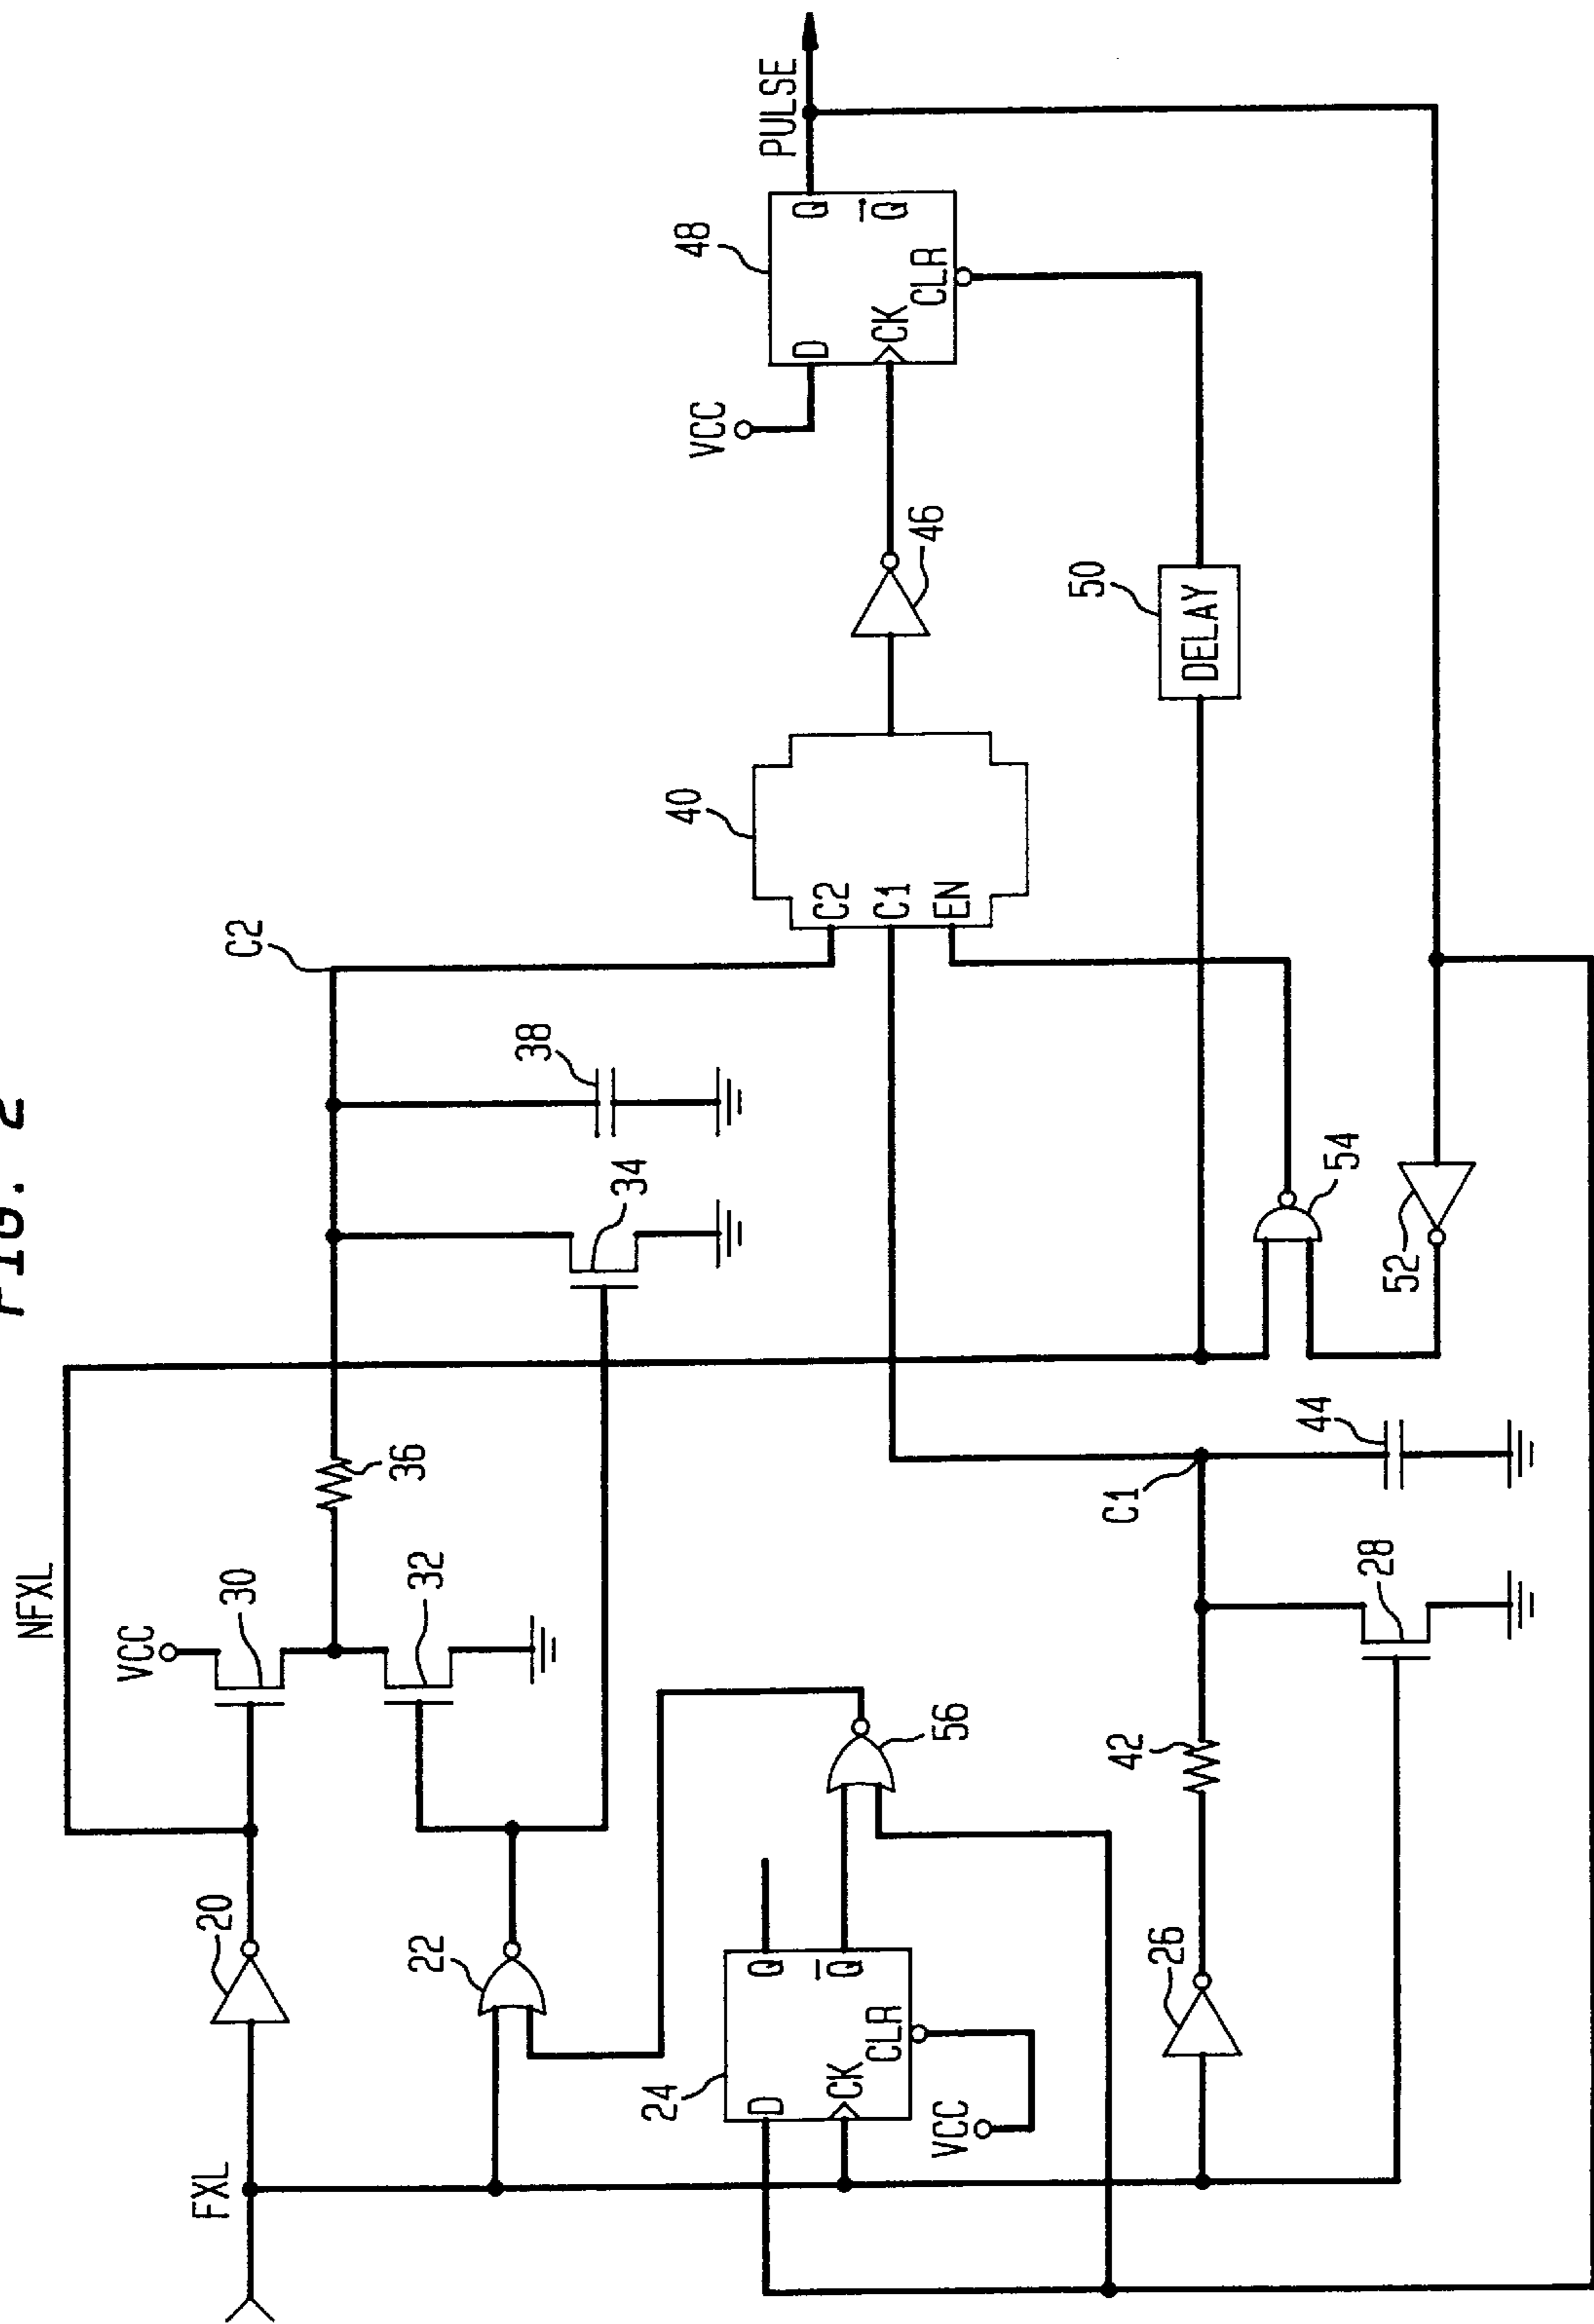 FIG. 2
NFXL
FXL
20
VCC
30
36
C2
32
34
38
22
24
D
Q
Q
CK
CLR
VCC
56
40
C2
C1
EN
46
VCC
48
D
Q
Q
CK
CLR
PULSE
26
42
C1
28
44
50
DELAY
54
52